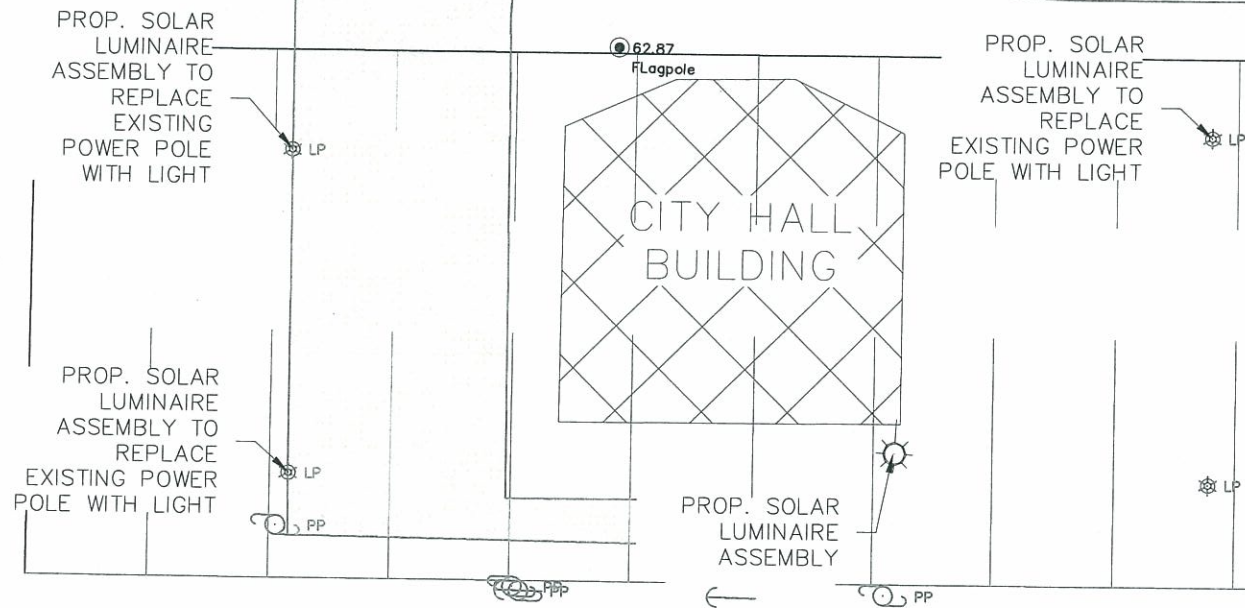 PROP. SOLAR
LUMINAIRE
ASSEMBLY TO
REPLACE
EXISTING
POWER POLE
WITH LIGHT
LP
62.87
FLagpole
PROP. SOLAR
LUMINAIRE
ASSEMBLY TO
REPLACE
EXISTING POWER
POLE WITH LIGHT
LP
CITY HALL
BUILDING
PROP. SOLAR
LUMINAIRE
ASSEMBLY TO
REPLACE
EXISTING POWER
POLE WITH LIGHT
LP
PP
PROP. SOLAR
LUMINAIRE
ASSEMBLY
LP
PP